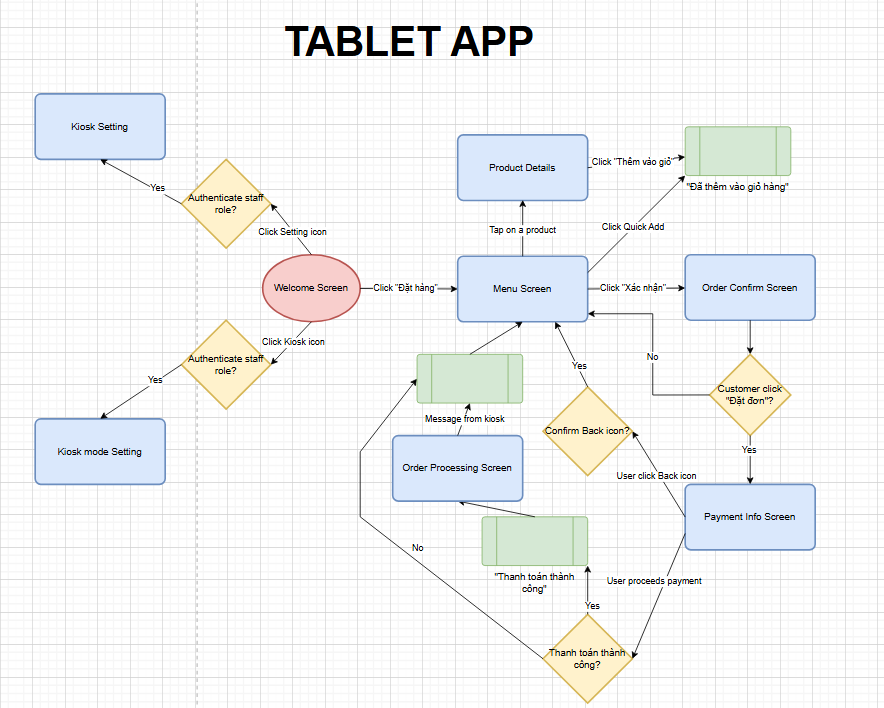 TABLET APP
Kiosk Setting
Yes
Authenticate staff
role?
Click Setting icon
Welcome Screen
Click "Đặt hàng"
Click Kiosk icon
Authenticate staff
role?
Yes
Kiosk mode Setting
Product Details
Click "Thêm vào giỏ"
"Đã thêm vào giỏ hàng"
Tap on a product
Click Quick Add
Menu Screen
Click "Xác nhận"
Order Confirm Screen
No
Customer click
"Đặt đơn"?
Yes
Yes
Confirm Back icon?
Message from kiosk
Order Processing Screen
User click Back icon
Payment Info Screen
No
"Thanh toán thành
công"
User proceeds payment
Yes
Thanh toán thành
công?